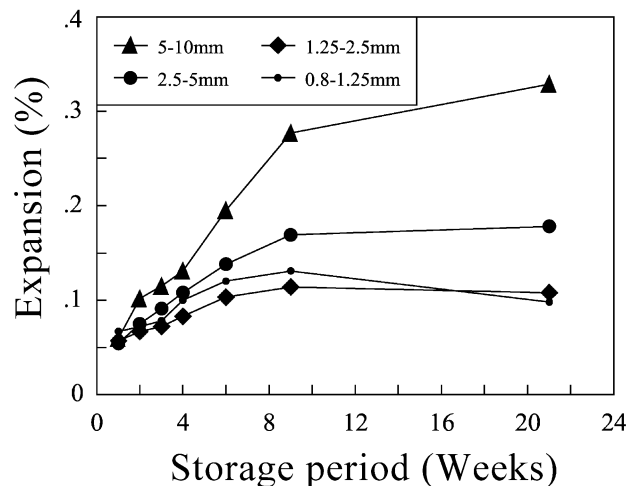 .4
5-10mm 1.25-2.5mm
2.5-5mm 0.8-1.25mm
.3
.2
0.1
0
0 4 8 12 16 20 24
Expansion (%)
Storage period (Weeks)